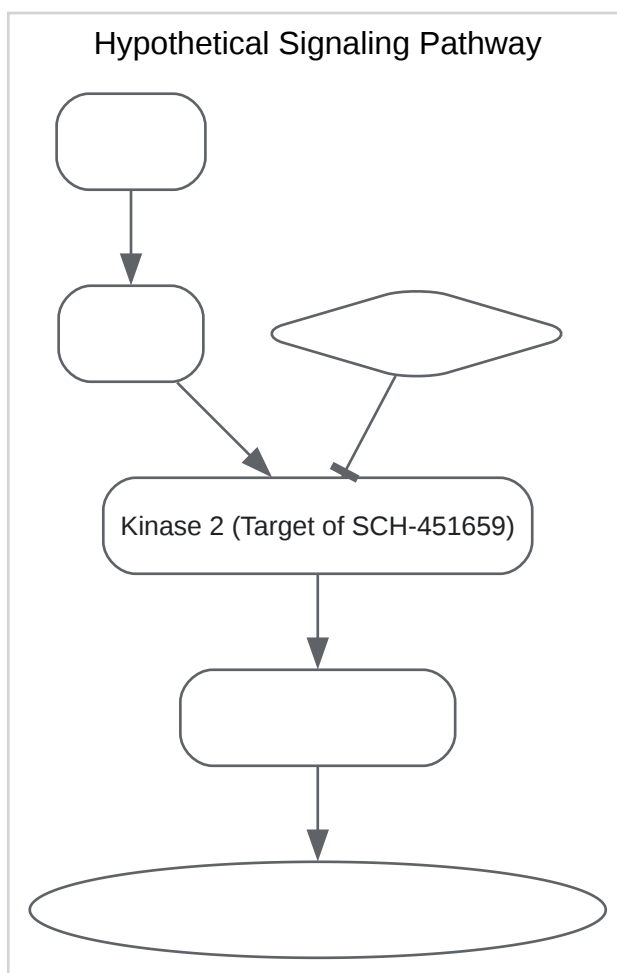 Hypothetical Signaling Pathway
Kinase 2 (Target of SCH-451659)